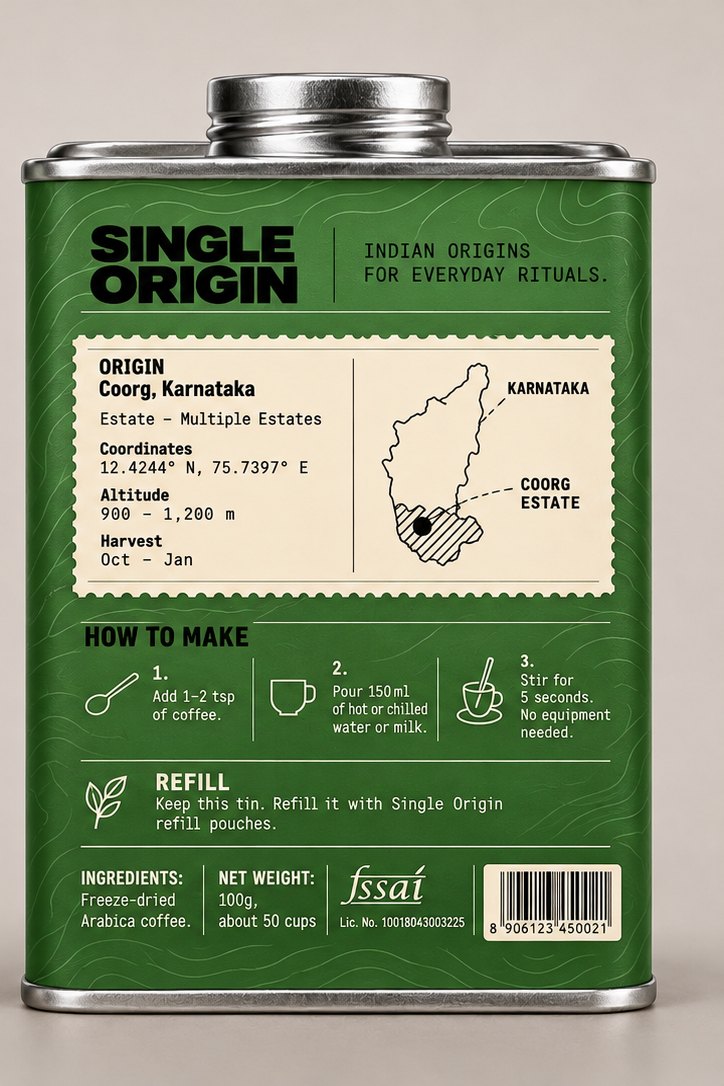 SINGLE
ORIGIN
INDIAN ORIGINS
FOR EVERYDAY RITUALS.
ORIGIN
Coorg, Karnataka
Estate – Multiple Estates
Coordinates
12.4244° N, 75.7397° E
Altitude
900 – 1,200 m
Harvest
Oct – Jan
KARNATAKA
COORG
ESTATE
HOW TO MAKE
1.
Add 1–2 tsp
of coffee.
2.
Pour 150 ml
of hot or chilled
water or milk.
3.
Stir for
5 seconds.
No equipment
needed.
REFILL
Keep this tin. Refill it with Single Origin
refill pouches.
INGREDIENTS:
Freeze-dried
Arabica coffee.
NET WEIGHT:
100g,
about 50 cups
fssai
Lic. No. 10018043003225
8 906123 450021